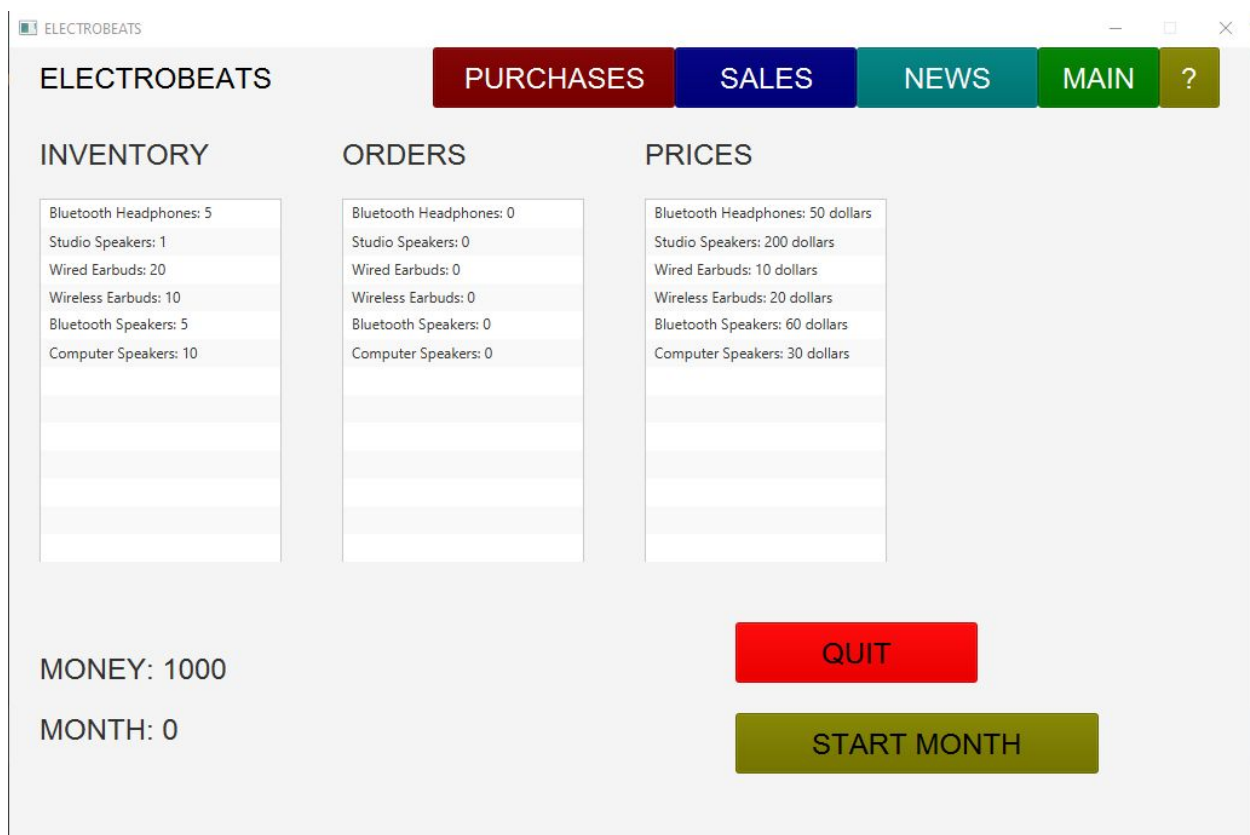 ELECTROBEATS
ELECTROBEATS
PURCHASES
SALES
NEWS
MAIN
?
INVENTORY
Bluetooth Headphones: 5
Studio Speakers: 1
Wired Earbuds: 20
Wireless Earbuds: 10
Bluetooth Speakers: 5
Computer Speakers: 10
ORDERS
Bluetooth Headphones: 0
Studio Speakers: 0
Wired Earbuds: 0
Wireless Earbuds: 0
Bluetooth Speakers: 0
Computer Speakers: 0
PRICES
Bluetooth Headphones: 50 dollars
Studio Speakers: 200 dollars
Wired Earbuds: 10 dollars
Wireless Earbuds: 20 dollars
Bluetooth Speakers: 60 dollars
Computer Speakers: 30 dollars
MONEY: 1000
MONTH: 0
QUIT
START MONTH